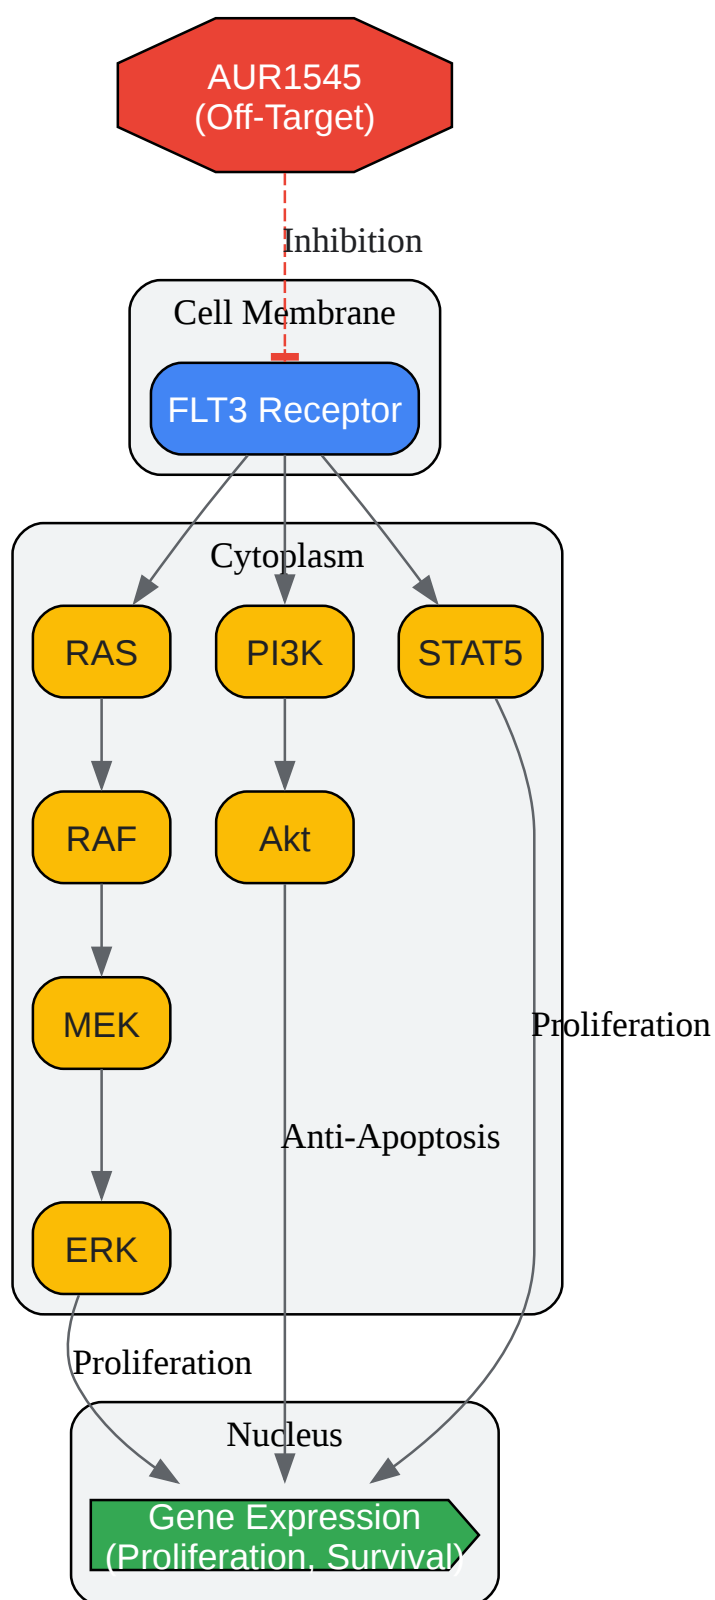 AUR1545
(Off-Target)
Inhibition
Cell Membrane
FLT3 Receptor
Cytoplasm
RAS
PI3K
STAT5
RAF
Akt
MEK
Proliferation
Anti-Apoptosis
ERK
Proliferation
Nucleus
Gene Expression
(Proliferation, Survival)